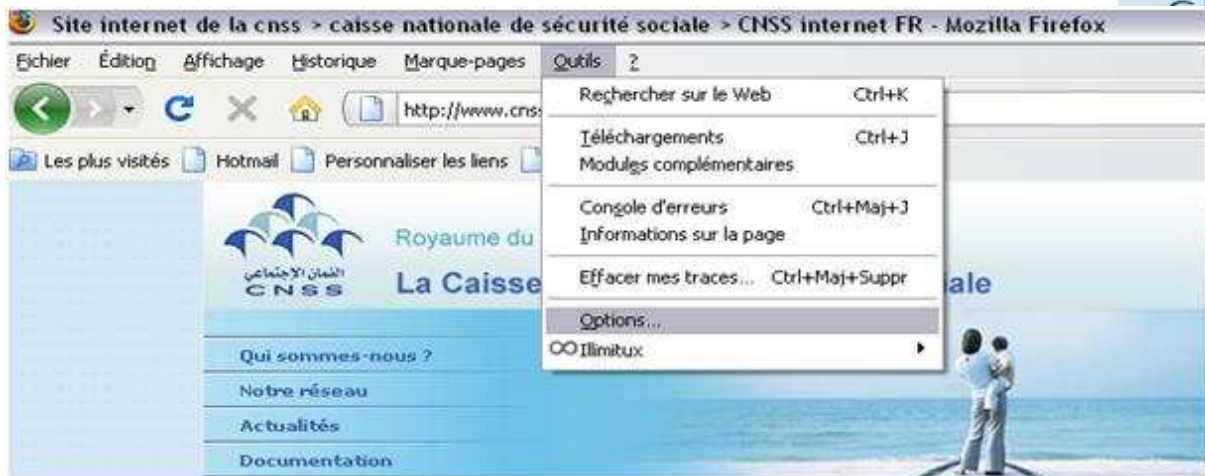 Site internet de la cnss > caisse nationale de sécurité sociale > CNSS internet FR - Mozilla Firefox
Fichier Édition Affichage Historique Marque-pages Outils ?
http://www.cns
Les plus visités Hotmail Personnaliser les liens
Rechercher sur le Web Ctrl+K
Téléchargements Ctrl+J
Modules complémentaires
Console d'erreurs Ctrl+Maj+J
Informations sur la page
Effacer mes traces... Ctrl+Maj+Suppr
Options...
Illimitux
الضمان الإجتماعي
CNSS
Royaume du
La Caisse ale
Qui sommes-nous ?
Notre réseau
Actualités
Documentation